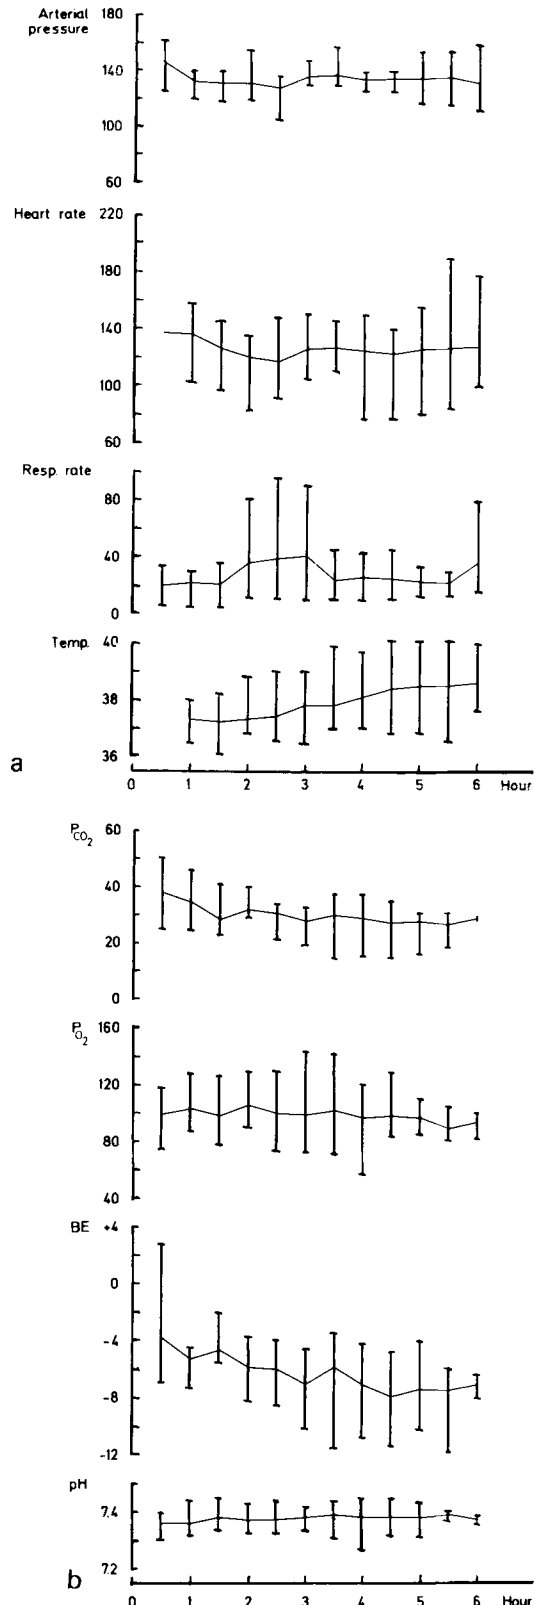 Arterial pressure 180
140
100
60
Heart rate 220
180
140
100
60
Resp. rate
80
40
0
Temp. 40
38
36
a
0 1 2 3 4 5 6 Hour
PCO2 60
40
20
0
PO2 160
120
80
40
BE +4
0
-4
-8
-12
pH
7.4
7.2
b
0 1 2 3 4 5 6 Hour